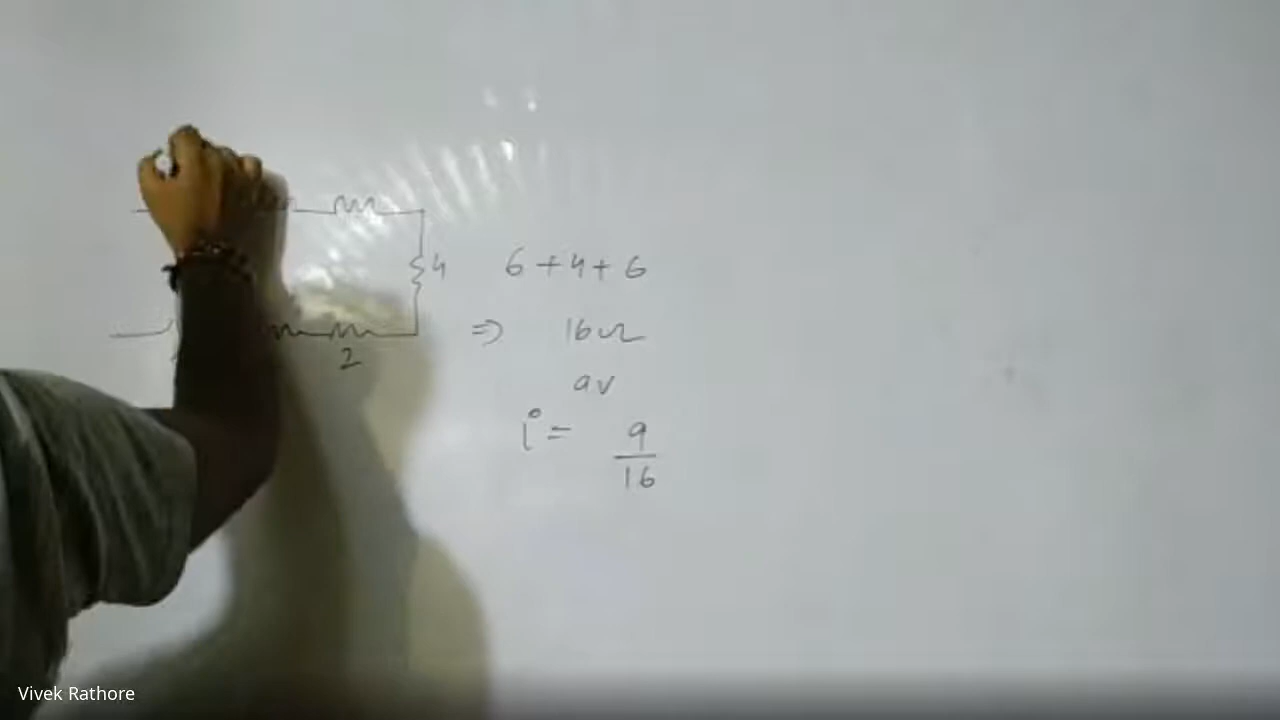 4
6 + 4 + 6
2
⇒ 16Ω
9v
i = 9/16
Vivek Rathore